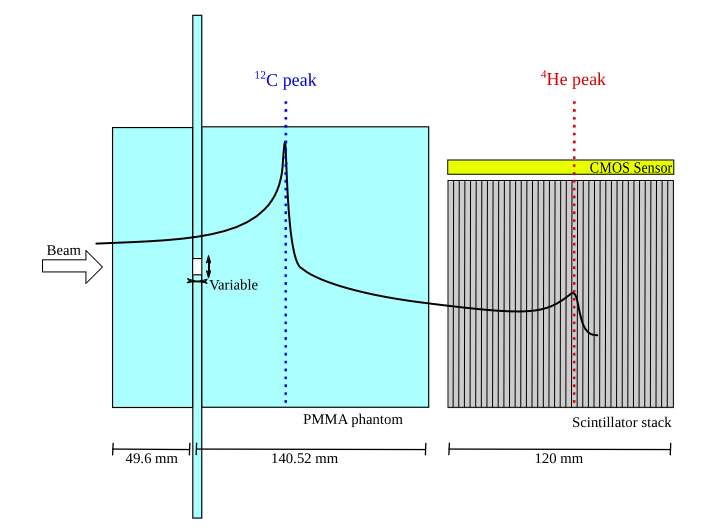 ¹²C peak
⁴He peak
CMOS Sensor
Beam
Variable
PMMA phantom
Scintillator stack
49.6 mm
140.52 mm
120 mm